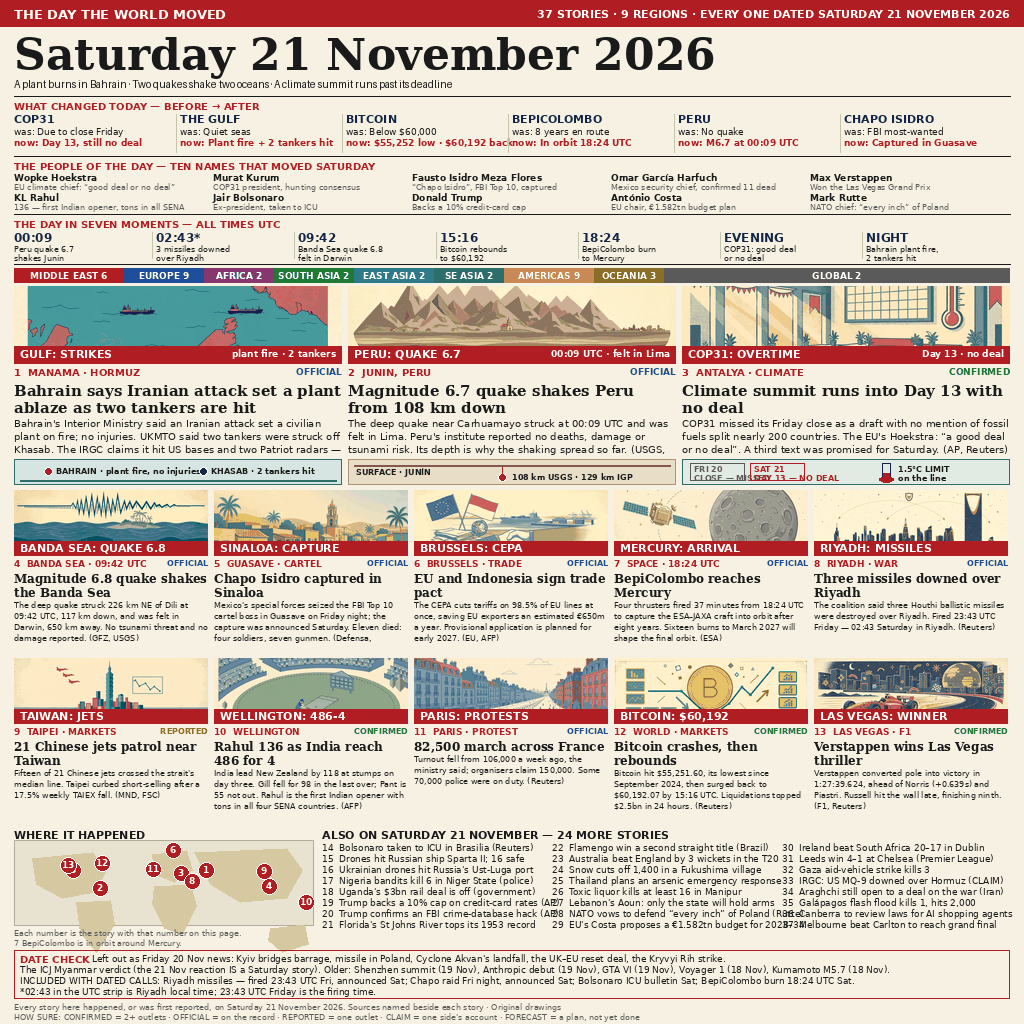 THE DAY THE WORLD MOVED
37 STORIES · 9 REGIONS · EVERY ONE DATED SATURDAY 21 NOVEMBER 2026
Saturday 21 November 2026
A plant burns in Bahrain · Two quakes shake two oceans · A climate summit runs past its deadline
WHAT CHANGED TODAY — BEFORE → AFTER
COP31
was: Due to close Friday
now: Day 13, still no deal
THE GULF
was: Quiet seas
now: Plant fire + 2 tankers hit
BITCOIN
was: Below $60,000
now: $55,252 low · $60,192 back
BEPICOLOMBO
was: 8 years en route
now: In orbit 18:24 UTC
PERU
was: No quake
now: M6.7 at 00:09 UTC
CHAPO ISIDRO
was: FBI most-wanted
now: Captured in Guasave
THE PEOPLE OF THE DAY — TEN NAMES THAT MOVED SATURDAY
Wopke Hoekstra
EU climate chief: “good deal or no deal”
Murat Kurum
COP31 president, hunting consensus
Fausto Isidro Meza Flores
“Chapo Isidro”, FBI Top 10, captured
Omar García Harfuch
Mexico security chief, confirmed 11 dead
Max Verstappen
Won the Las Vegas Grand Prix
KL Rahul
136 — first Indian opener, tons in all SENA
Jair Bolsonaro
Ex-president, taken to ICU
Donald Trump
Backs a 10% credit-card cap
António Costa
EU chair, €1.582tn budget plan
Mark Rutte
NATO chief: “every inch” of Poland
THE DAY IN SEVEN MOMENTS — ALL TIMES UTC
00:09
Peru quake 6.7
shakes Junin
02:43*
3 missiles downed
over Riyadh
09:42
Banda Sea quake 6.8
felt in Darwin
15:16
Bitcoin rebounds
to $60,192
18:24
BepiColombo burn
to Mercury
EVENING
COP31: good deal
or no deal
NIGHT
Bahrain plant fire,
2 tankers hit
MIDDLE EAST 6
EUROPE 9
AFRICA 2
SOUTH ASIA 2
EAST ASIA 2
SE ASIA 2
AMERICAS 9
OCEANIA 3
GLOBAL 2
GULF: STRIKES
plant fire · 2 tankers
1 MANAMA · HORMUZ
OFFICIAL
Bahrain says Iranian attack set a plant
ablaze as two tankers are hit
Bahrain's Interior Ministry said an Iranian attack set a civilian
plant on fire; no injuries. UKMTO said two tankers were struck off
Khasab. The IRGC claims it hit US bases and two Patriot radars —
BAHRAIN · plant fire, no injuries
KHASAB · 2 tankers hit
PERU: QUAKE 6.7
00:09 UTC · felt in Lima
2 JUNIN, PERU
OFFICIAL
Magnitude 6.7 quake shakes Peru
from 108 km down
The deep quake near Carhuamayo struck at 00:09 UTC and was
felt in Lima. Peru's institute reported no deaths, damage or
tsunami risk. Its depth is why the shaking spread so far. (USGS,
SURFACE · JUNÍN
108 km USGS · 129 km IGP
COP31: OVERTIME
Day 13 · no deal
3 ANTALYA · CLIMATE
CONFIRMED
Climate summit runs into Day 13 with
no deal
COP31 missed its Friday close as a draft with no mention of fossil
fuels split nearly 200 countries. The EU's Hoekstra: “a good deal
or no deal”. A third text was promised for Saturday. (AP, Reuters)
FRI 20
CLOSE — MISSED
SAT 21
DAY 13 — NO DEAL
1.5°C LIMIT
on the line
BANDA SEA: QUAKE 6.8
4 BANDA SEA · 09:42 UTC
OFFICIAL
Magnitude 6.8 quake shakes
the Banda Sea
The deep quake struck 226 km NE of Dili at
09:42 UTC, 117 km down, and was felt in
Darwin, 650 km away. No tsunami threat and no
damage reported. (GFZ, USGS)
SINALOA: CAPTURE
5 GUASAVE · CARTEL
OFFICIAL
Chapo Isidro captured in
Sinaloa
Mexico's special forces seized the FBI Top 10
cartel boss in Guasave on Friday night; the
capture was announced Saturday. Eleven died:
four soldiers, seven gunmen. (Defensa,
BRUSSELS: CEPA
6 BRUSSELS · TRADE
OFFICIAL
EU and Indonesia sign trade
pact
The CEPA cuts tariffs on 98.5% of EU lines at
once, saving EU exporters an estimated €650m
a year. Provisional application is planned for
early 2027. (EU, AFP)
MERCURY: ARRIVAL
7 SPACE · 18:24 UTC
OFFICIAL
BepiColombo reaches
Mercury
Four thrusters fired 37 minutes from 18:24 UTC
to capture the ESA–JAXA craft into orbit after
eight years. Sixteen burns to March 2027 will
shape the final orbit. (ESA)
RIYADH: MISSILES
8 RIYADH · WAR
OFFICIAL
Three missiles downed over
Riyadh
The coalition said three Houthi ballistic missiles
were destroyed over Riyadh. Fired 23:43 UTC
Friday — 02:43 Saturday in Riyadh. (Reuters)
TAIWAN: JETS
9 TAIPEI · MARKETS
REPORTED
21 Chinese jets patrol near
Taiwan
Fifteen of 21 Chinese jets crossed the strait's
median line. Taipei curbed short-selling after a
17.5% weekly TAIEX fall. (MND, FSC)
WELLINGTON: 486-4
10 WELLINGTON
CONFIRMED
Rahul 136 as India reach
486 for 4
India lead New Zealand by 118 at stumps on
day three. Gill fell for 98 in the last over; Pant is
55 not out. Rahul is the first Indian opener with
tons in all four SENA countries. (AFP)
PARIS: PROTESTS
11 PARIS · PROTEST
OFFICIAL
82,500 march across France
Turnout fell from 106,000 a week ago, the
ministry said; organisers claim 150,000. Some
70,000 police were on duty. (Reuters)
B
BITCOIN: $60,192
12 WORLD · MARKETS
CONFIRMED
Bitcoin crashes, then
rebounds
Bitcoin hit $55,251.60, its lowest since
September 2024, then surged back to
$60,192.07 by 15:16 UTC. Liquidations topped
$2.5bn in 24 hours. (Reuters)
LAS VEGAS: WINNER
13 LAS VEGAS · F1
CONFIRMED
Verstappen wins Las Vegas
thriller
Verstappen converted pole into victory in
1:27:39.624, ahead of Norris (+0.639s) and
Piastri. Russell hit the wall late, finishing ninth.
(F1, Reuters)
WHERE IT HAPPENED
6
13
12
11
3
8
1
9
4
2
10
Each number is the story with that number on this page.
7 BepiColombo is in orbit around Mercury.
ALSO ON SATURDAY 21 NOVEMBER — 24 MORE STORIES
14 Bolsonaro taken to ICU in Brasilia (Reuters)
15 Drones hit Russian ship Sparta II; 16 safe
16 Ukrainian drones hit Russia's Ust-Luga port
17 Nigeria bandits kill 6 in Niger State (police)
18 Uganda's $3bn rail deal is off (government)
19 Trump backs a 10% cap on credit-card rates (AP)
20 Trump confirms an FBI crime-database hack (AP)
21 Florida's St Johns River tops its 1953 record
22 Flamengo win a second straight title (Brazil)
23 Australia beat England by 3 wickets in the T20
24 Snow cuts off 1,400 in a Fukushima village
25 Thailand plans an arsenic emergency response
26 Toxic liquor kills at least 16 in Manipur
27 Lebanon's Aoun: only the state will hold arms
28 NATO vows to defend “every inch” of Poland (Reuters)
29 EU's Costa proposes a €1.582tn budget for 2028–34
30 Ireland beat South Africa 20–17 in Dublin
31 Leeds win 4–1 at Chelsea (Premier League)
32 Gaza aid-vehicle strike kills 3
33 IRGC: US MQ-9 downed over Hormuz (CLAIM)
34 Araghchi still open to a deal on the war (Iran)
35 Galápagos flash flood kills 1, hits 2,000
36 Canberra to review laws for AI shopping agents
37 Melbourne beat Carlton to reach grand final
DATE CHECK Left out as Friday 20 Nov news: Kyiv bridges barrage, missile in Poland, Cyclone Akvan's landfall, the UK–EU reset deal, the Kryvyi Rih strike.
The ICJ Myanmar verdict (the 21 Nov reaction IS a Saturday story). Older: Shenzhen summit (19 Nov), Anthropic debut (19 Nov), GTA VI (19 Nov), Voyager 1 (18 Nov), Kumamoto M5.7 (18 Nov).
INCLUDED WITH DATED CALLS: Riyadh missiles — fired 23:43 UTC Fri, announced Sat; Chapo raid Fri night, announced Sat; Bolsonaro ICU bulletin Sat; BepiColombo burn 18:24 UTC Sat.
*02:43 in the UTC strip is Riyadh local time; 23:43 UTC Friday is the firing time.
Every story here happened, or was first reported, on Saturday 21 November 2026. Sources named beside each story · Original drawings
HOW SURE: CONFIRMED = 2+ outlets · OFFICIAL = on the record · REPORTED = one outlet · CLAIM = one side's account · FORECAST = a plan, not yet done